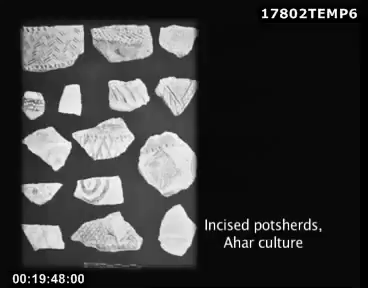 17802TEMP6
Incised potsherds,
Ahar culture
00:19:48:00